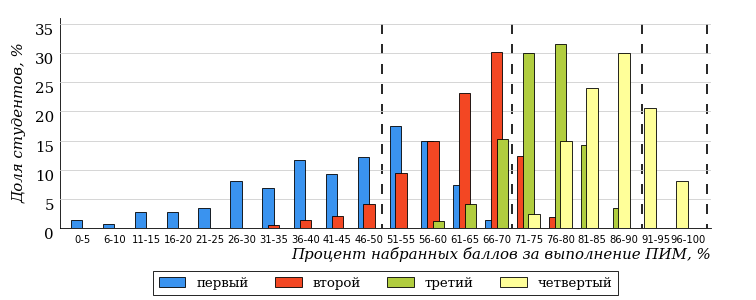 35
30
25
20
15
10
5
0
Доля студентов, %
0-5 6-10 11-15 16-20 21-25 26-30 31-35 36-40 41-45 46-50 51-55 56-60 61-65 66-70 71-75 76-80 81-85 86-90 91-95 96-100
Процент набранных баллов за выполнение ПИМ, %
первый второй третий четвертый